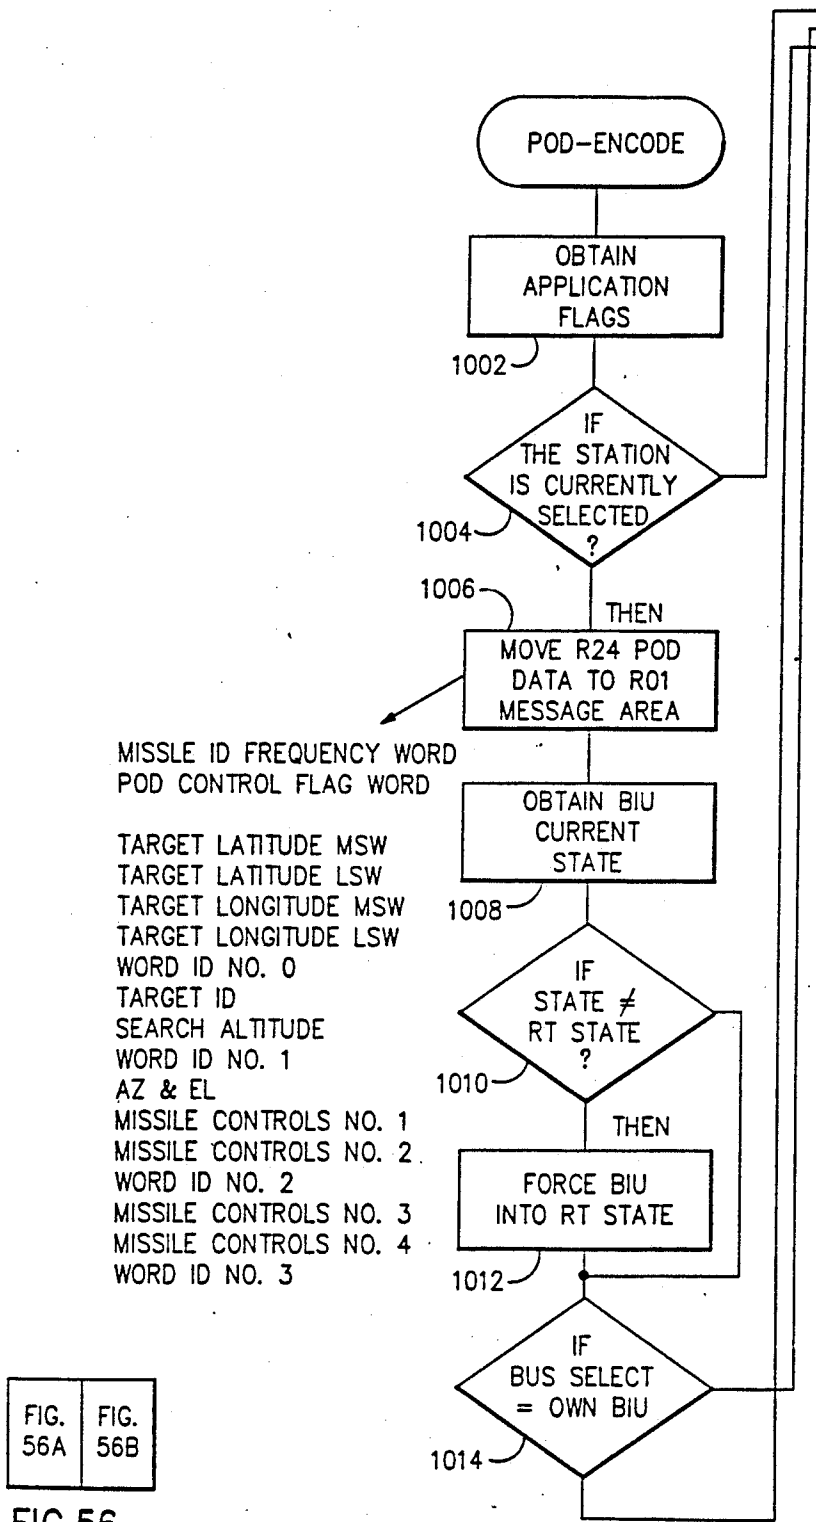 POD-ENCODE
OBTAIN
APPLICATION
FLAGS
1002
IF
THE STATION
IS CURRENTLY
SELECTED
?
1004
1006
THEN
MOVE R24 POD
DATA TO R01
MESSAGE AREA
MISSLE ID FREQUENCY WORD
POD CONTROL FLAG WORD
TARGET LATITUDE MSW
TARGET LATITUDE LSW
TARGET LONGITUDE MSW
TARGET LONGITUDE LSW
WORD ID NO. 0
TARGET ID
SEARCH ALTITUDE
WORD ID NO. 1
AZ & EL
MISSILE CONTROLS NO. 1
MISSILE CONTROLS NO. 2
WORD ID NO. 2
MISSILE CONTROLS NO. 3
MISSILE CONTROLS NO. 4
WORD ID NO. 3
OBTAIN BIU
CURRENT
STATE
1008
IF
STATE ≠
RT STATE
?
1010
THEN
FORCE BIU
INTO RT STATE
1012
IF
BUS SELECT
= OWN BIU
1014
FIG.
56A
FIG.
56B
FIG.56